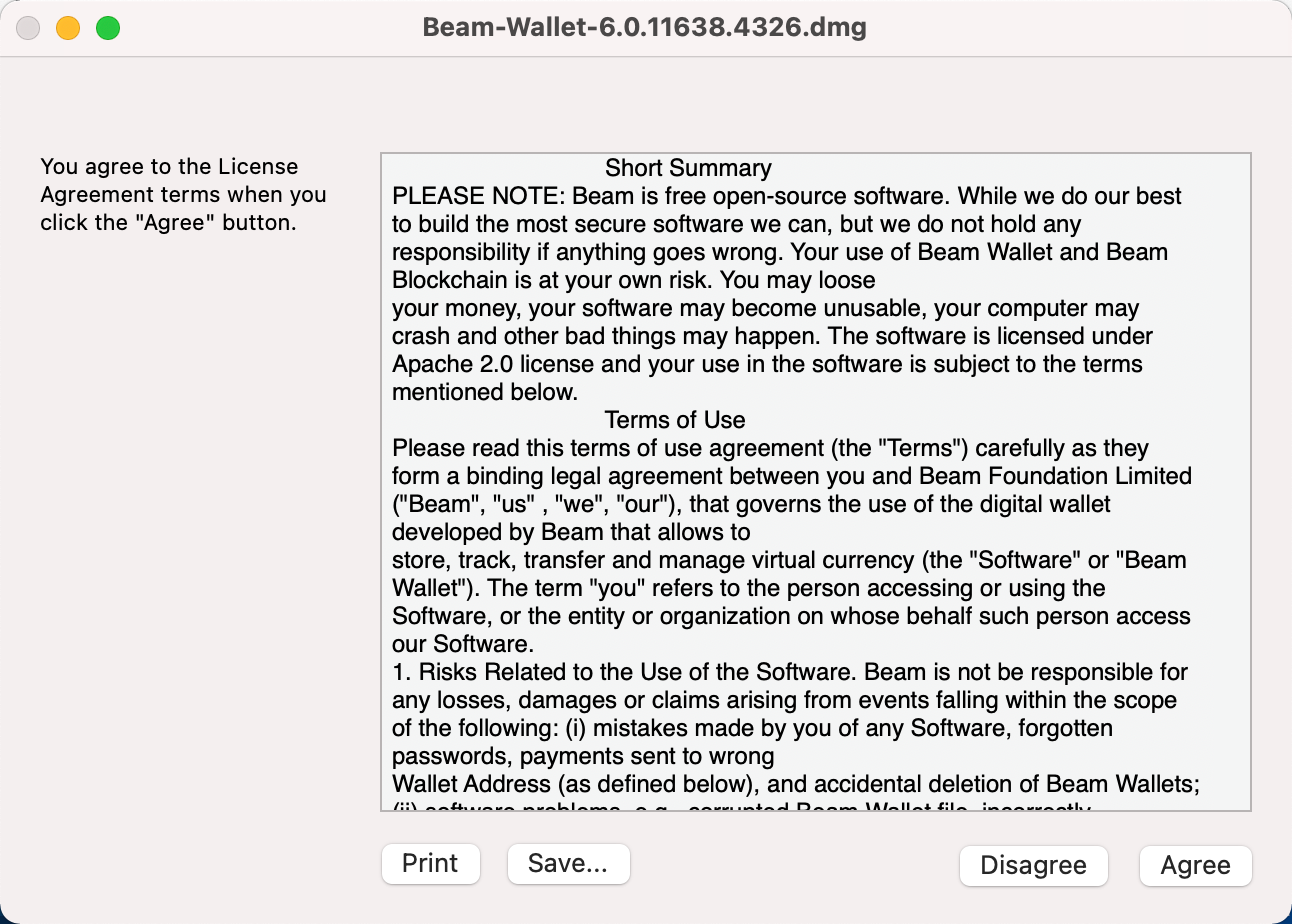 Beam-Wallet-6.0.11638.4326.dmg
You agree to the License
Agreement terms when you
click the "Agree" button.
Short Summary
PLEASE NOTE: Beam is free open-source software. While we do our best
to build the most secure software we can, but we do not hold any
responsibility if anything goes wrong. Your use of Beam Wallet and Beam
Blockchain is at your own risk. You may loose
your money, your software may become unusable, your computer may
crash and other bad things may happen. The software is licensed under
Apache 2.0 license and your use in the software is subject to the terms
mentioned below.
Terms of Use
Please read this terms of use agreement (the "Terms") carefully as they
form a binding legal agreement between you and Beam Foundation Limited
("Beam", "us" , "we", "our"), that governs the use of the digital wallet
developed by Beam that allows to
store, track, transfer and manage virtual currency (the "Software" or "Beam
Wallet"). The term "you" refers to the person accessing or using the
Software, or the entity or organization on whose behalf such person access
our Software.
1. Risks Related to the Use of the Software. Beam is not be responsible for
any losses, damages or claims arising from events falling within the scope
of the following: (i) mistakes made by you of any Software, forgotten
passwords, payments sent to wrong
Wallet Address (as defined below), and accidental deletion of Beam Wallets;
(ii) software problems, e.g., corrupted Beam Wallet file, incorrectly
Print
Save...
Disagree
Agree